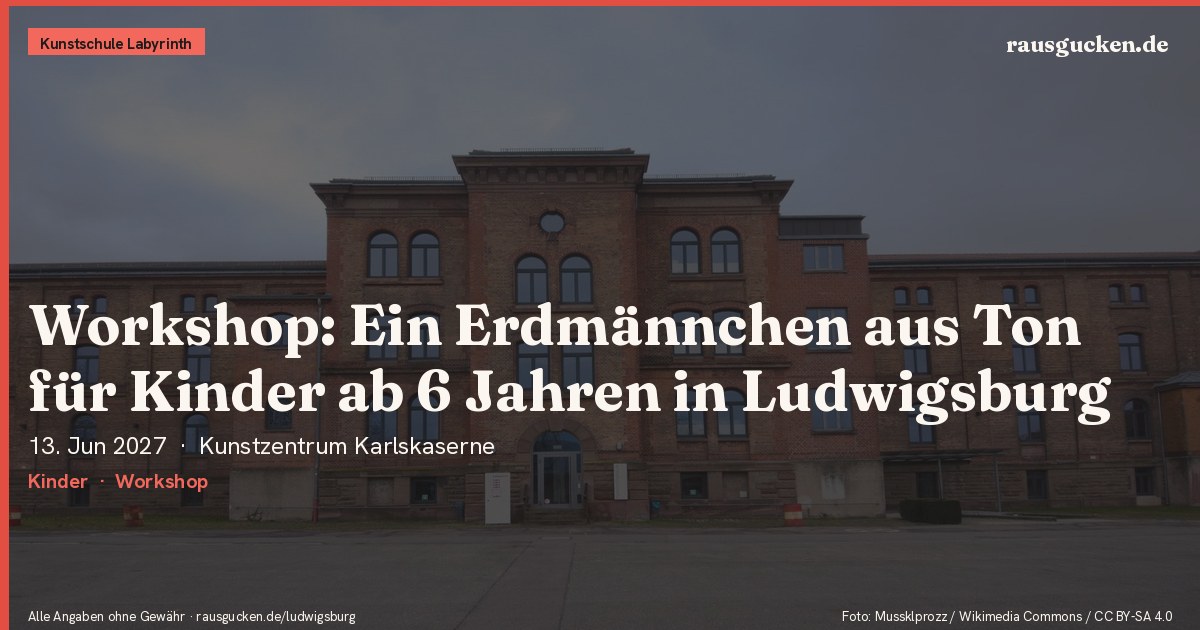 Kunstschule Labyrinth
rausgucken.de
Workshop: Ein Erdmännchen aus Ton
für Kinder ab 6 Jahren in Ludwigsburg
13. Jun 2027 · Kunstzentrum Karlskaserne
Kinder · Workshop
Alle Angaben ohne Gewähr · rausgucken.de/ludwigsburg
Foto: Mussklprozz / Wikimedia Commons / CC BY-SA 4.0